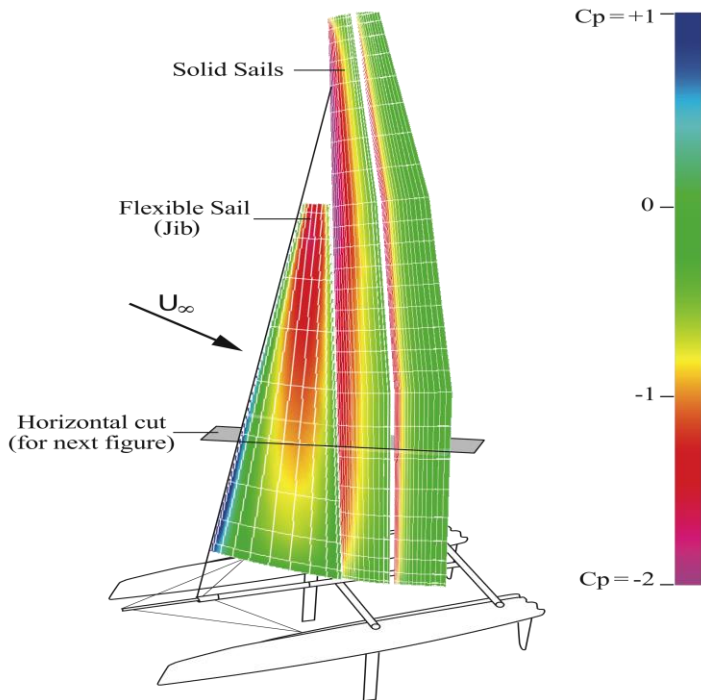 Cp=+1
Solid Sails
Flexible Sail
(Jib)
0
U∞
-1
Horizontal cut
(for next figure)
Cp=-2